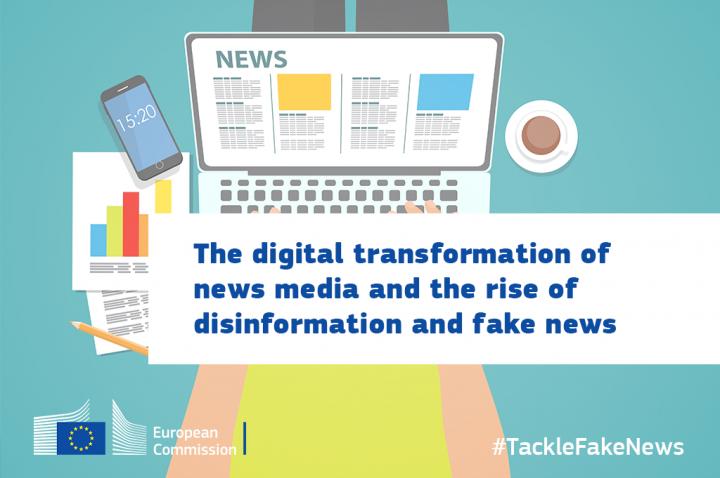 NEWS
15:20
The digital transformation of
news media and the rise of
disinformation and fake news
European
Commission
#TackleFakeNews